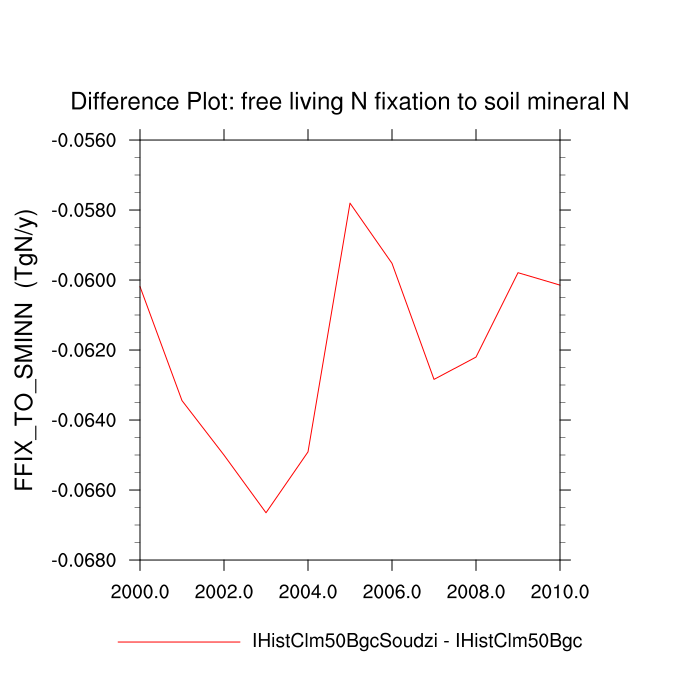 Difference Plot: free living N fixation to soil mineral N
FFIX_TO_SMINN (TgN/y)
-0.0560
-0.0580
-0.0600
-0.0620
-0.0640
-0.0660
-0.0680
2000.0 2002.0 2004.0 2006.0 2008.0 2010.0
IHistClm50BgcSoudzi - IHistClm50Bgc